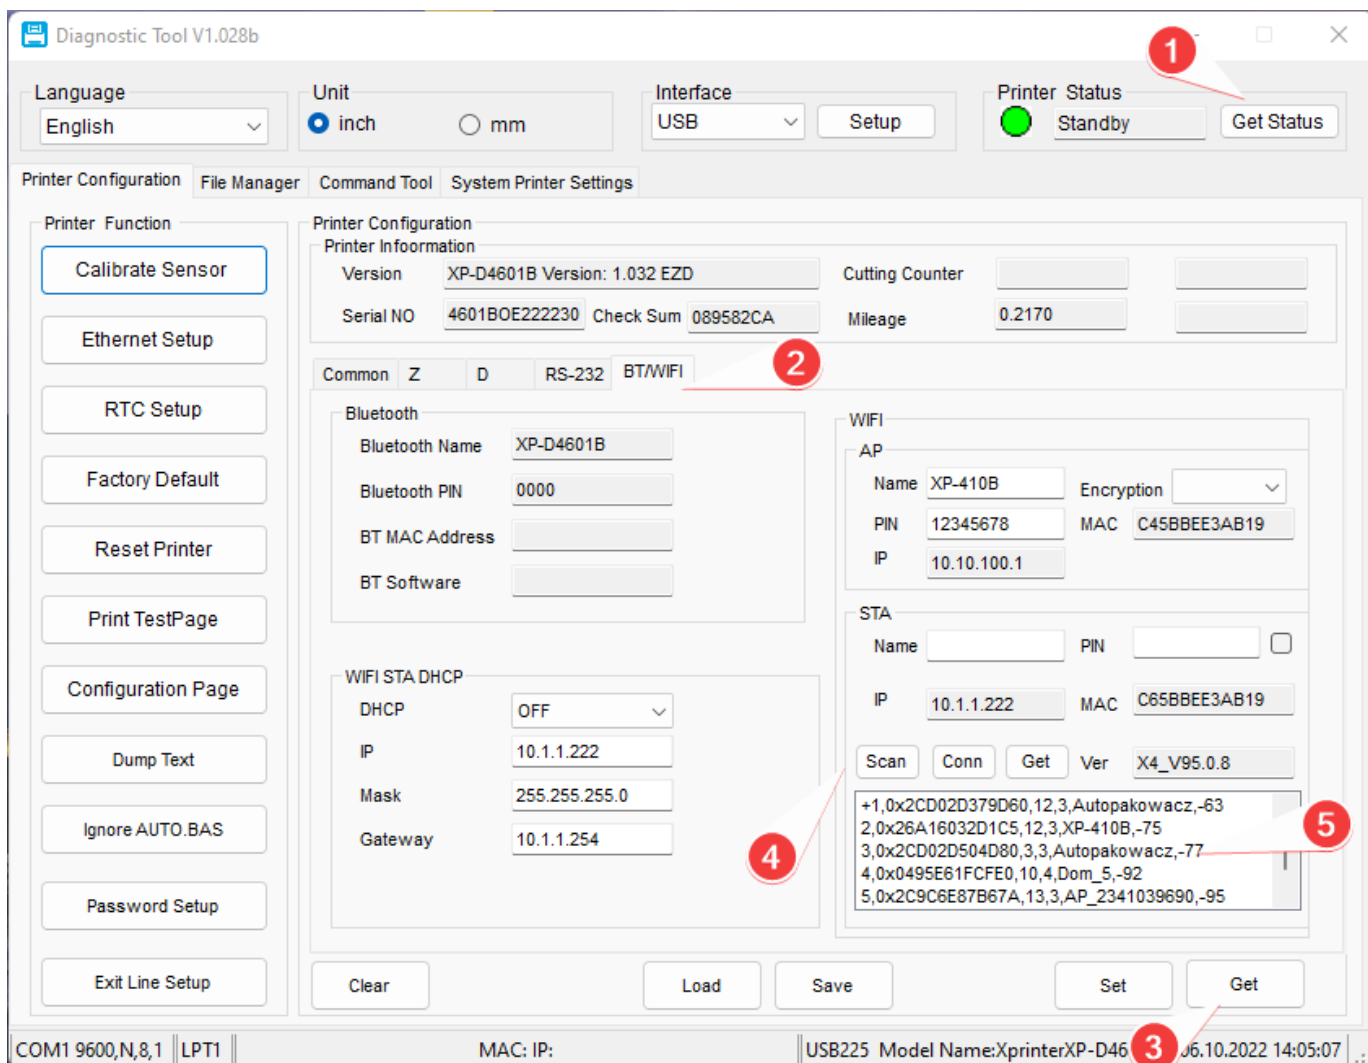 Diagnostic Tool V1.028b
1
Language
English
Unit
inch
mm
Interface
USB
Setup
Printer Status
Standby
Get Status
Printer Configuration
File Manager
Command Tool
System Printer Settings
Printer Function
Calibrate Sensor
Ethernet Setup
RTC Setup
Factory Default
Reset Printer
Print TestPage
Configuration Page
Dump Text
Ignore AUTO.BAS
Password Setup
Exit Line Setup
Printer Configuration
Printer Infoormation
Version
XP-D4601B Version: 1.032 EZD
Cutting Counter
Serial NO
4601BOE222230
Check Sum
089582CA
Mileage
0.2170
Common
Z
D
RS-232
BT/WIFI
2
Bluetooth
Bluetooth Name
XP-D4601B
Bluetooth PIN
0000
BT MAC Address
BT Software
WIFI STA DHCP
DHCP
OFF
IP
10.1.1.222
Mask
255.255.255.0
Gateway
10.1.1.254
WIFI
AP
Name
XP-410B
Encryption
PIN
12345678
MAC
C45BBEE3AB19
IP
10.10.100.1
STA
Name
PIN
IP
10.1.1.222
MAC
C65BBEE3AB19
Scan
Conn
Get
Ver
X4_V95.0.8
+1,0x2CD02D379D60,12,3,Autopakowacz,-63
2,0x26A16032D1C5,12,3,XP-410B,-75
3,0x2CD02D504D80,3,3,Autopakowacz,-77
4,0x0495E61FCFE0,10,4,Dom_5,-92
5,0x2C9C6E87B67A,13,3,AP_2341039690,-95
4
5
Clear
Load
Save
Set
Get
3
COM1 9600,N,8,1
LPT1
MAC: IP:
USB225 Model Name:XprinterXP-D46
06.10.2022 14:05:07